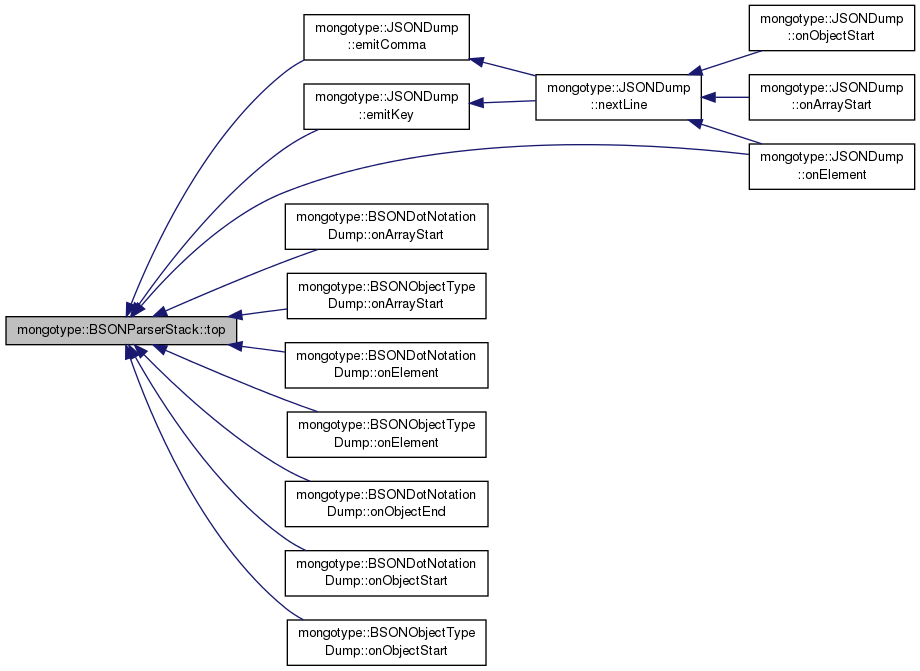 mongotype::BSONParserStack::top
mongotype::JSONDump
::emitComma
mongotype::JSONDump
::emitKey
mongotype::JSONDump
::nextLine
mongotype::JSONDump
::onObjectStart
mongotype::JSONDump
::onArrayStart
mongotype::JSONDump
::onElement
mongotype::BSONDotNotation
Dump::onArrayStart
mongotype::BSONObjectType
Dump::onArrayStart
mongotype::BSONDotNotation
Dump::onElement
mongotype::BSONObjectType
Dump::onElement
mongotype::BSONDotNotation
Dump::onObjectEnd
mongotype::BSONDotNotation
Dump::onObjectStart
mongotype::BSONObjectType
Dump::onObjectStart